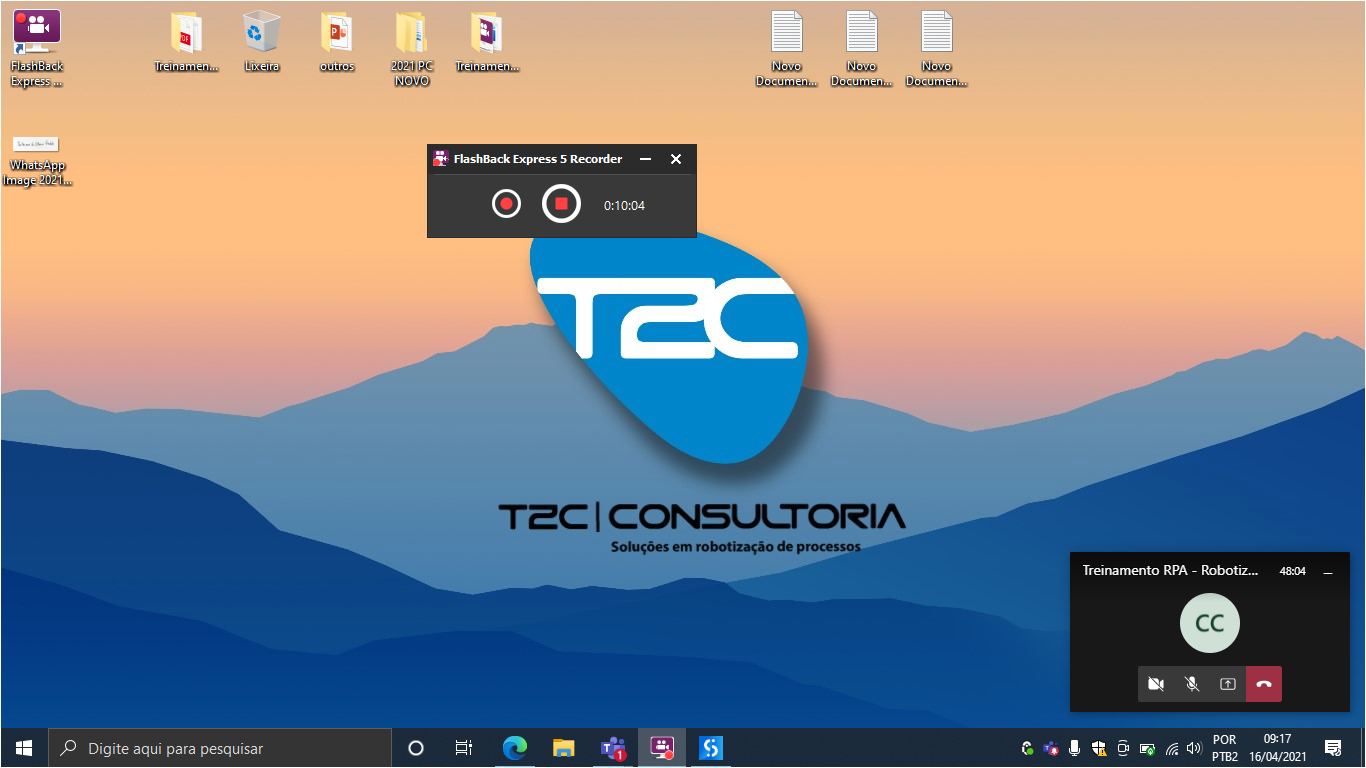 FlashBack
Express ...
Treinamen...
Lixeira
outros
2021 PC
NOVO
Treinamen...
Novo
Documen...
Novo
Documen...
Novo
Documen...
WhatsApp
Image 2021...
FlashBack Express 5 Recorder
0:10:04
T2C
T2C | CONSULTORIA
Soluções em robotização de processos
Treinamento RPA - Robotiz... 48:04
CC
Digite aqui para pesquisar
1
POR
PTB2
09:17
16/04/2021